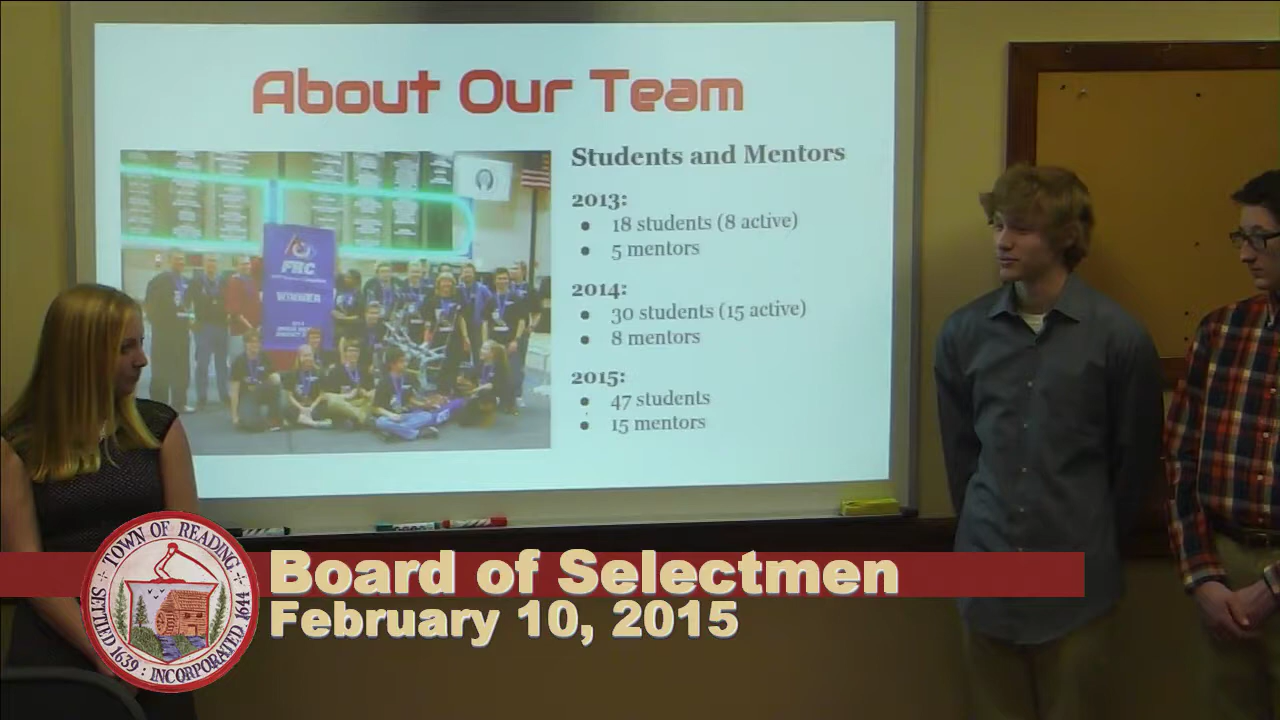 About Our Team
Students and Mentors
2013:
18 students (8 active)
5 mentors
2014:
30 students (15 active)
8 mentors
2015:
47 students
15 mentors
FRC
WINNER
TOWN OF READING
SETTLED 1639 : INCORPORATED 1644
Board of Selectmen
February 10, 2015